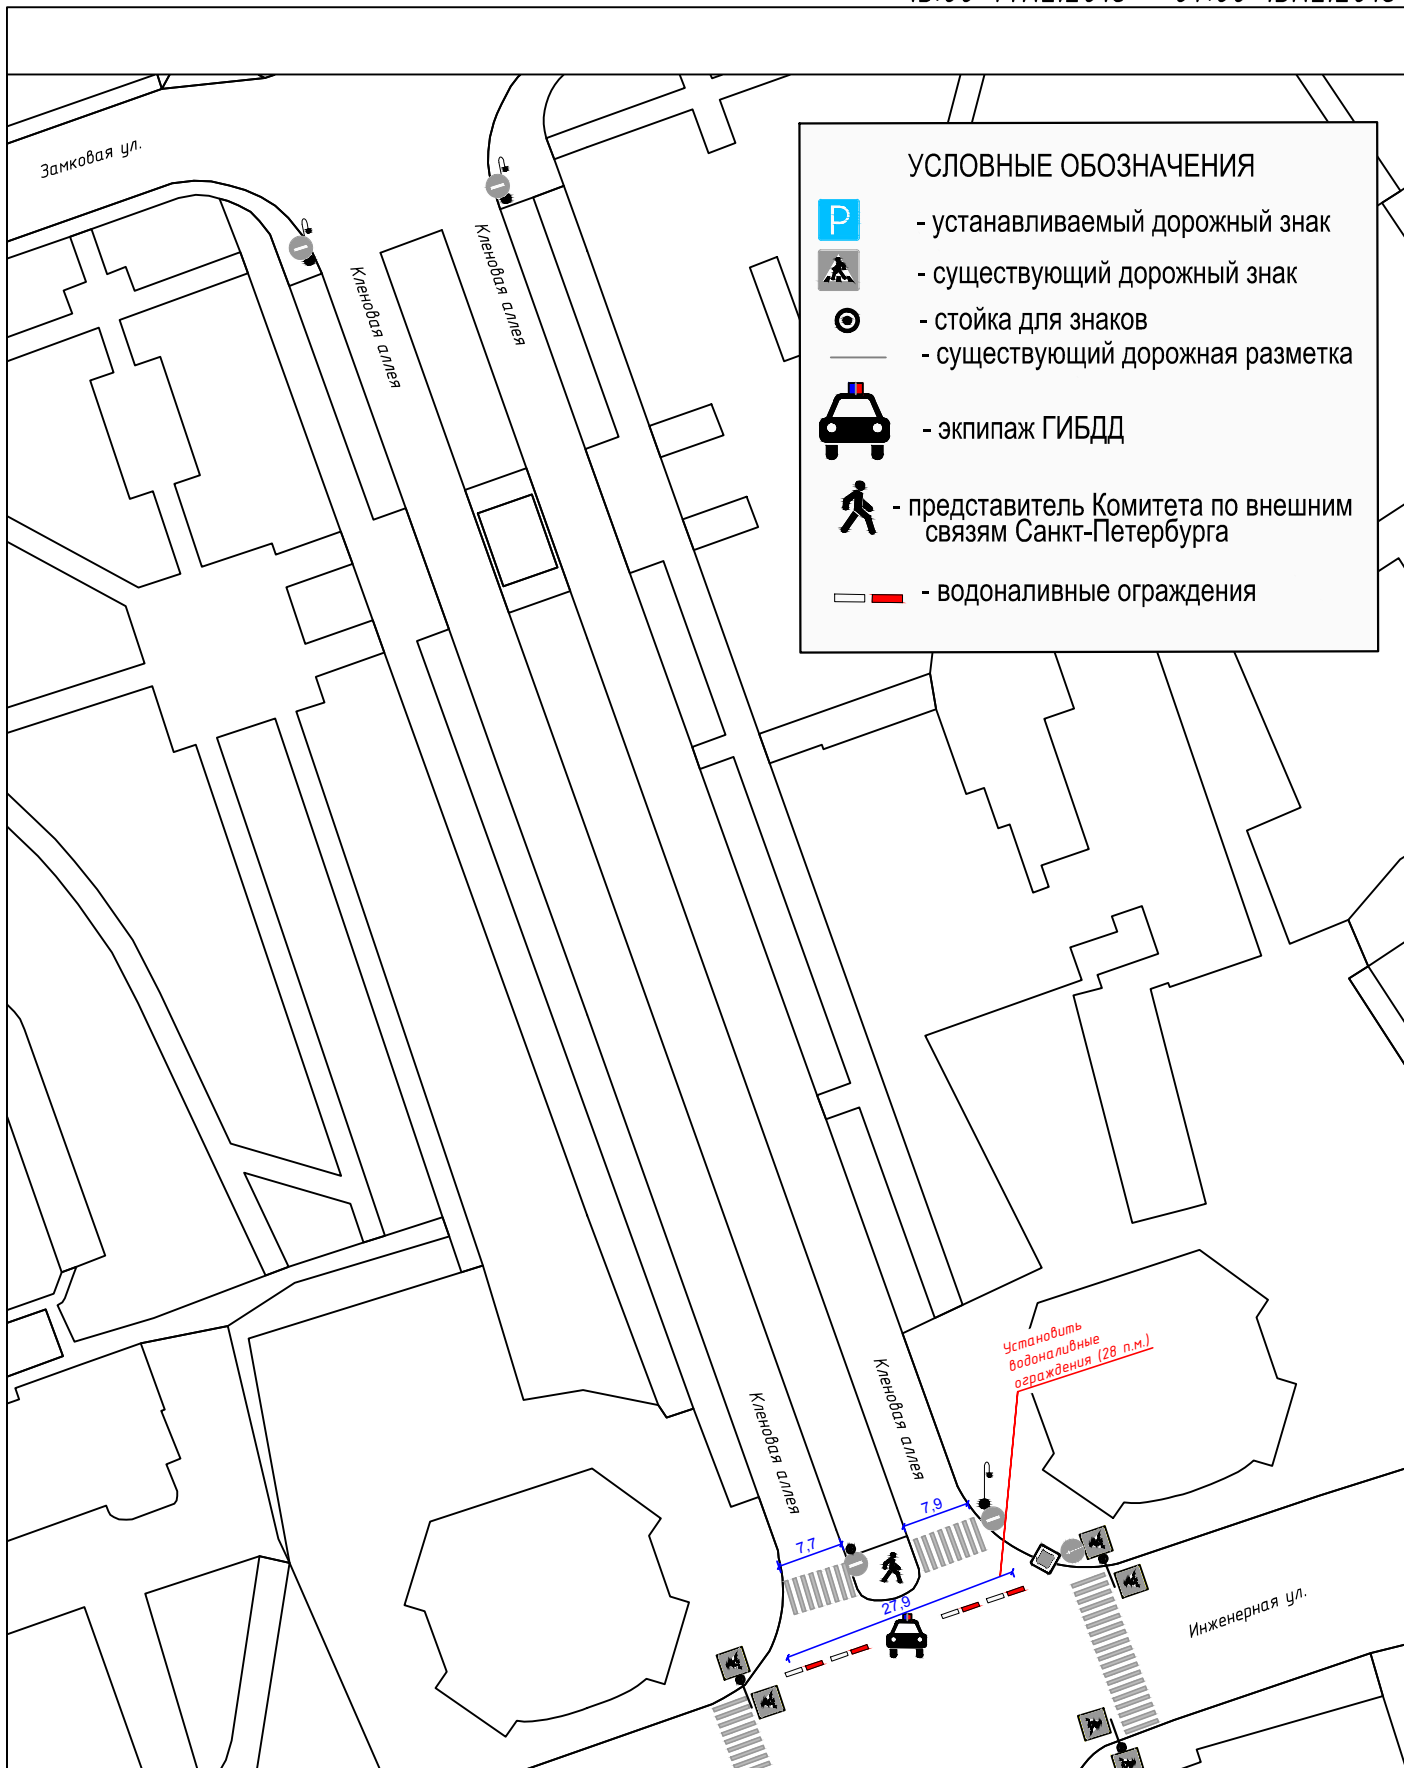 Замковая ул.
Кленовая аллея
Кленовая аллея
УСЛОВНЫЕ ОБОЗНАЧЕНИЯ
P
- устанавливаемый дорожный знак
- существующий дорожный знак
- стойка для знаков
- существующий дорожная разметка
- экпипаж ГИБДД
- представитель Комитета по внешним
связям Санкт-Петербурга
- водоналивные ограждения
Установить
водоналивные
ограждения (28 п.м.)
Кленовая аллея
Кленовая аллея
7,9
7,7
27,9
Инженерная ул.